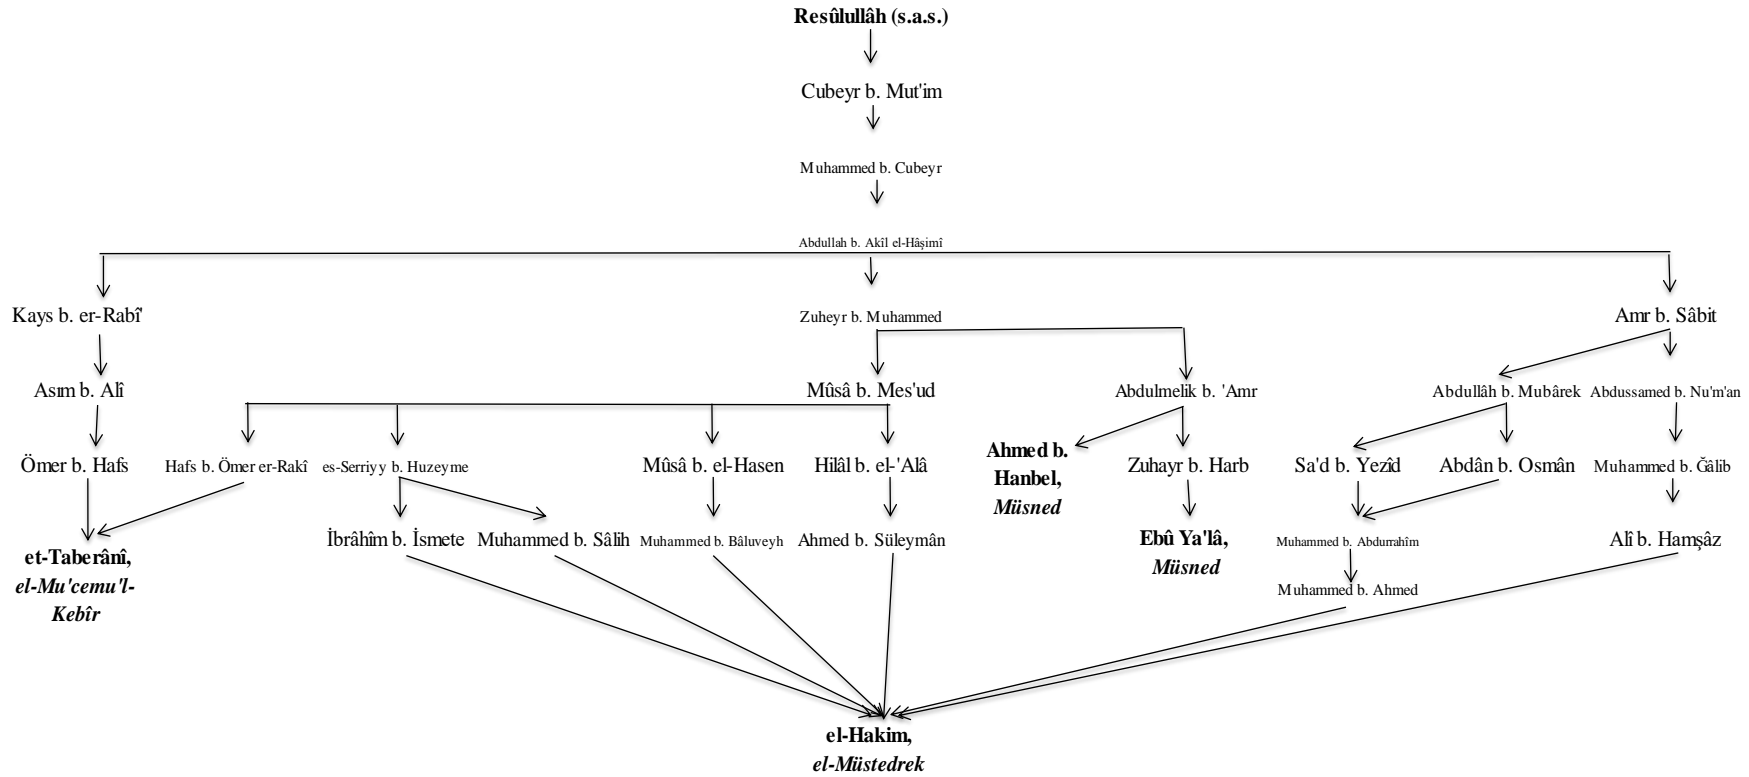 Resûlullâh (s.a.s.)
Cubeyr b. Mut'im
Muhammed b. Cubeyr
Abdullah b. Akîl el-Hâşimî
Kays b. er-Rabî'
Zuheyr b. Muhammed
Amr b. Sâbit
Asım b. Alî
Mûsâ b. Mes'ud
Abdulmelik b. 'Amr
Abdullâh b. Mubârek
Abdussamed b. Nu'm'an
Ömer b. Hafs
Hafs b. Ömer er-Rakî
es-Serriyy b. Huzeyme
Mûsâ b. el-Hasen
Hilâl b. el-'Alâ
Ahmed b.
Hanbel,
Müsned
Zuhayr b. Harb
Sa'd b. Yezîd
Abdân b. Osmân
Muhammed b. Ğâlib
et-Taberânî,
el-Mu'cemu'l-
Kebîr
İbrâhîm b. İsmete
Muhammed b. Sâlih
Muhammed b. Bâluveyh
Ahmed b. Süleymân
Ebû Ya'lâ,
Müsned
Muhammed b. Abdurrahîm
Alî b. Hamşâz
Muhammed b. Ahmed
el-Hakim,
el-Müstedrek